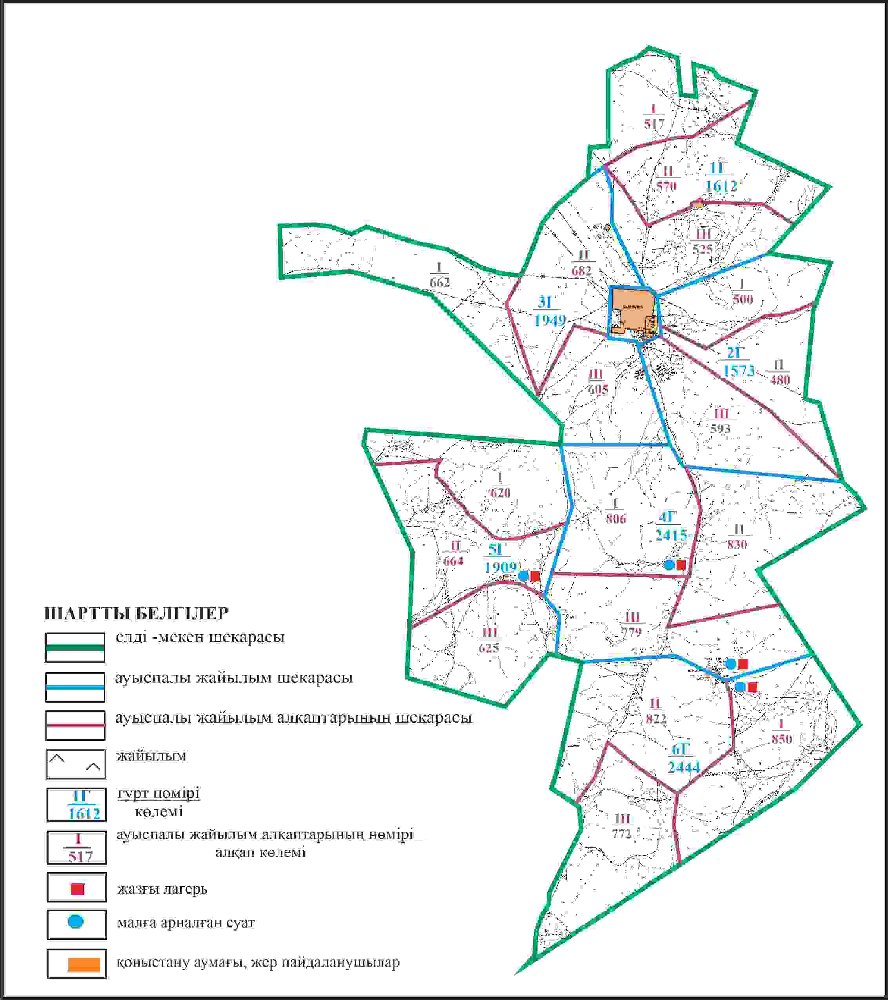 I
517
II
570
1Г
1612
III
525
II
682
I
662
I
500
3Г
1949
2Г
1573
II
480
III
605
III
593
I
620
I
806
4Г
2415
II
830
II
664
5Г
1909
III
779
III
625
II
822
I
850
6Г
2444
III
772
ШАРТТЫ БЕЛГІЛЕР
елді -мекен шекарасы
ауыспалы жайылым шекарасы
ауыспалы жайылым алқаптарының шекарасы
жайылым
1Г
1612
гурт нөмірі
көлемі
I
517
ауыспалы жайылым алқаптарының нөмірі
алқап көлемі
жазғы лагерь
малға арналған суат
қоныстану аумағы, жер пайдаланушылар